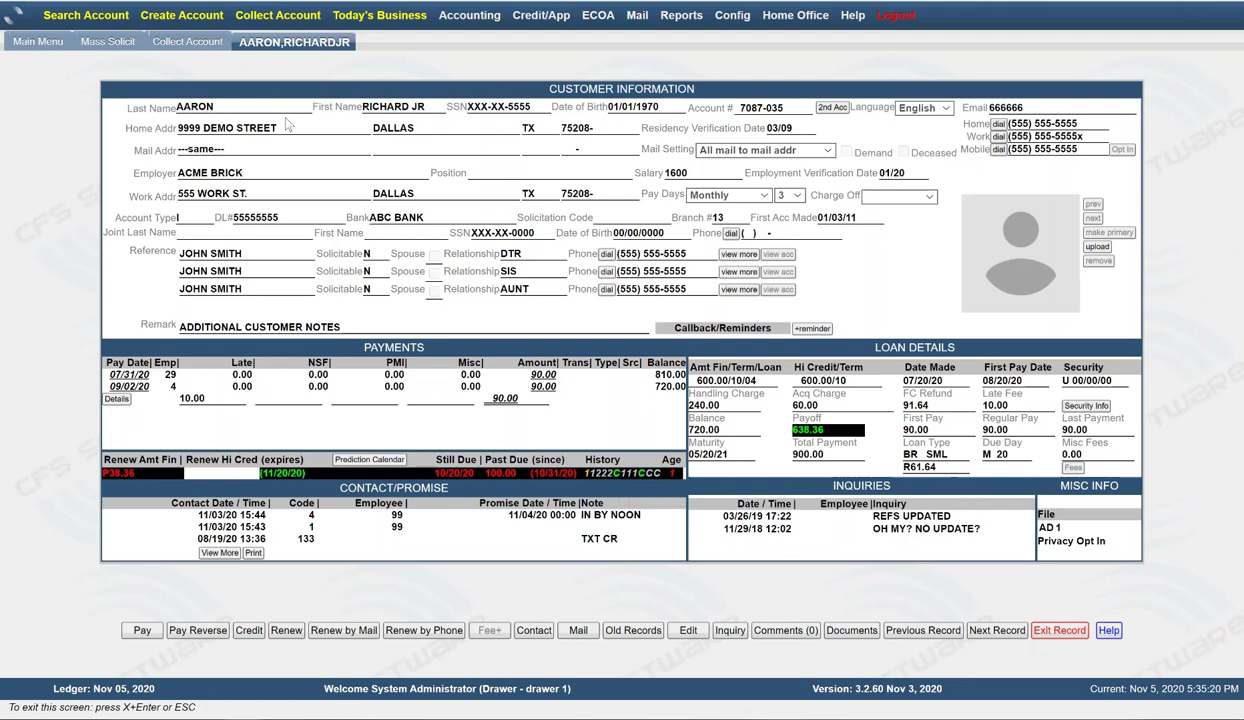 Search Account Create Account Collect Account Today's Business Accounting Credit/App ECOA Mail Reports Config Home Office Help Logout
Main Menu Mass Solicit Collect Account AARON,RICHARDJR
CUSTOMER INFORMATION
Last Name AARON First Name RICHARD JR SSN XXX-XX-5555 Date of Birth 01/01/1970 Account # 7087-035 2nd Acc Language English Email 666666
Home Addr 9999 DEMO STREET DALLAS TX 75208- Residency Verification Date 03/09 Home dial (555) 555-5555
Work dial (555) 555-5555x
Mail Addr ---same--- - Mail Setting All mail to mail addr Demand Deceased Mobile dial (555) 555-5555 Opt In
Employer ACME BRICK Position Salary 1600 Employment Verification Date 01/20
Work Addr 555 WORK ST. DALLAS TX 75208- Pay Days Monthly 3 Charge Off
Account Type I DL# 55555555 Bank ABC BANK Solicitation Code Branch # 13 First Acc Made 01/03/11
Joint Last Name First Name SSN XXX-XX-0000 Date of Birth 00/00/0000 Phone dial ( ) -
prev
next
make primary
upload
remove
Reference JOHN SMITH Solicitable N Spouse Relationship DTR Phone dial (555) 555-5555 view more view acc
JOHN SMITH Solicitable N Spouse Relationship SIS Phone dial (555) 555-5555 view more view acc
JOHN SMITH Solicitable N Spouse Relationship AUNT Phone dial (555) 555-5555 view more view acc
Remark ADDITIONAL CUSTOMER NOTES Callback/Reminders +reminder
PAYMENTS
Pay Date| Emp| Late| NSF| PMI| Misc| Amount| Trans| Type| Src| Balance
07/31/20 29 0.00 0.00 0.00 0.00 90.00 810.00
09/02/20 4 0.00 0.00 0.00 0.00 90.00 720.00
Details 10.00 90.00
Renew Amt Fin | Renew Hi Cred (expires) Prediction Calendar Still Due | Past Due (since) History Age
P38.36 (11/20/20) 10/20/20 100.00 (10/31/20) 11222C111CCC 1
LOAN DETAILS
Amt Fin/Term/Loan Hi Credit/Term Date Made First Pay Date Security
600.00/10/04 600.00/10 07/20/20 08/20/20 U 00/00/00
Handling Charge Acq Charge FC Refund Late Fee
240.00 60.00 91.64 10.00 Security Info
Balance Payoff First Pay Regular Pay Last Payment
720.00 638.36 90.00 90.00 90.00
Maturity Total Payment Loan Type Due Day Misc Fees
05/20/21 900.00 BR SML M 20 0.00
R61.64 Fees
CONTACT/PROMISE
Contact Date / Time | Code | Employee | Promise Date / Time | Note
11/03/20 15:44 4 99 11/04/20 00:00 IN BY NOON
11/03/20 15:43 1 99
08/19/20 13:36 133 TXT CR
View More Print
INQUIRIES
Date / Time | Employee |Inquiry
03/26/19 17:22 REFS UPDATED
11/29/18 12:02 OH MY? NO UPDATE?
MISC INFO
File
AD 1
Privacy Opt In
Pay Pay Reverse Credit Renew Renew by Mail Renew by Phone Fee+ Contact Mail Old Records Edit Inquiry Comments (0) Documents Previous Record Next Record Exit Record Help
Ledger: Nov 05, 2020 Welcome System Administrator (Drawer - drawer 1) Version: 3.2.60 Nov 3, 2020 Current: Nov 5, 2020 5:35:20 PM
To exit this screen: press X+Enter or ESC